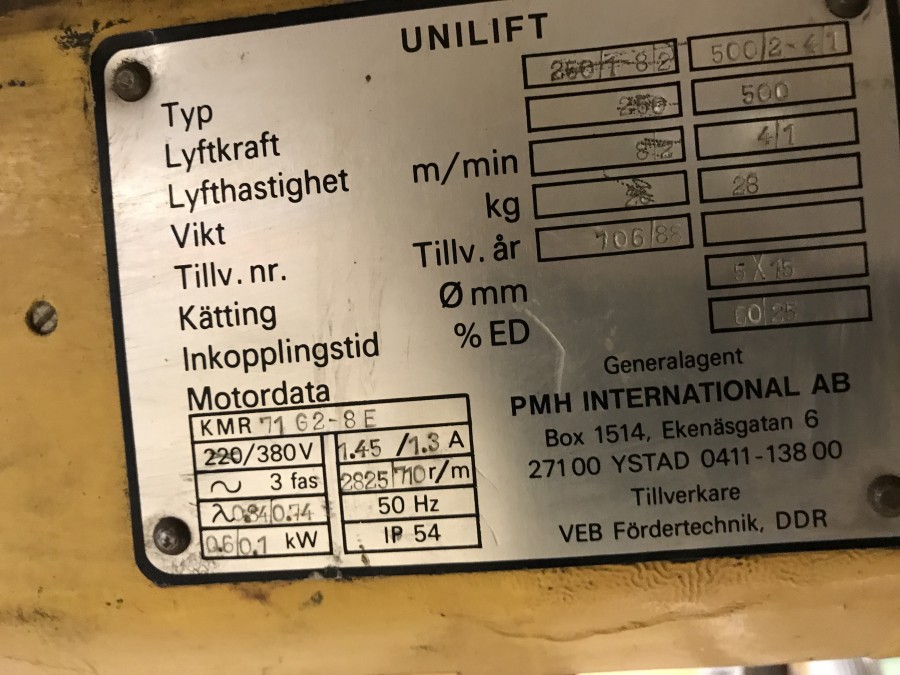 UNILIFT
Typ 250/1-8/2 500/2-4/1
Lyftkraft 250 500
Lyfthastighet m/min 8/2 4/1
Vikt kg 28
Tillv. nr. Tillv. år 706/88
Kätting Ø mm 5X15
Inkopplingstid % ED 60/25
Motordata
KMR 71 G2-8E
220/380V 1.45 /1.3 A
~ 3 fas 2825/710 r/m
λ 0.84/0.74 50 Hz
0.6/0.1 kW IP 54
Generalagent
PMH INTERNATIONAL AB
Box 1514, Ekenäsgatan 6
271 00 YSTAD 0411-138 00
Tillverkare
VEB Fördertechnik, DDR